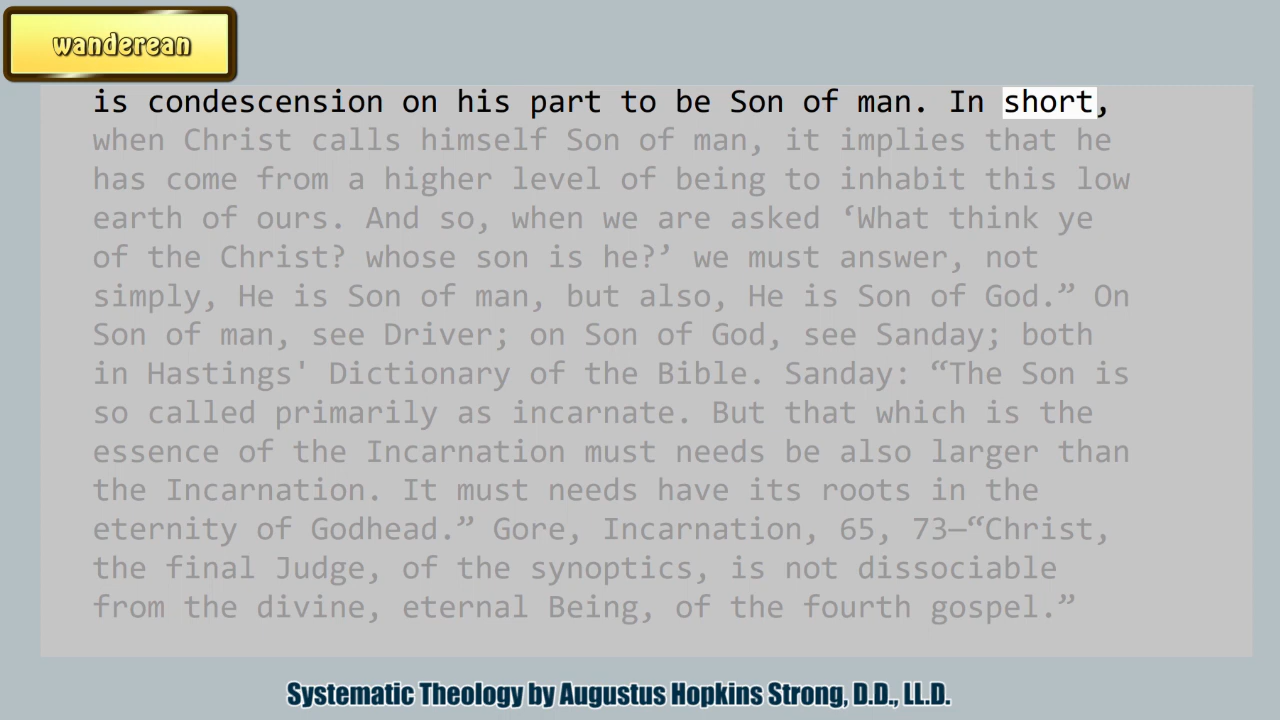 wanderean
is condescension on his part to be Son of man. In short,
when Christ calls himself Son of man, it implies that he
has come from a higher level of being to inhabit this low
earth of ours. And so, when we are asked ‘What think ye
of the Christ? whose son is he?’ we must answer, not
simply, He is Son of man, but also, He is Son of God.” On
Son of man, see Driver; on Son of God, see Sanday; both
in Hastings' Dictionary of the Bible. Sanday: “The Son is
so called primarily as incarnate. But that which is the
essence of the Incarnation must needs be also larger than
the Incarnation. It must needs have its roots in the
eternity of Godhead.” Gore, Incarnation, 65, 73—“Christ,
the final Judge, of the synoptics, is not dissociable
from the divine, eternal Being, of the fourth gospel.”
Systematic Theology by Augustus Hopkins Strong, D.D., LL.D.